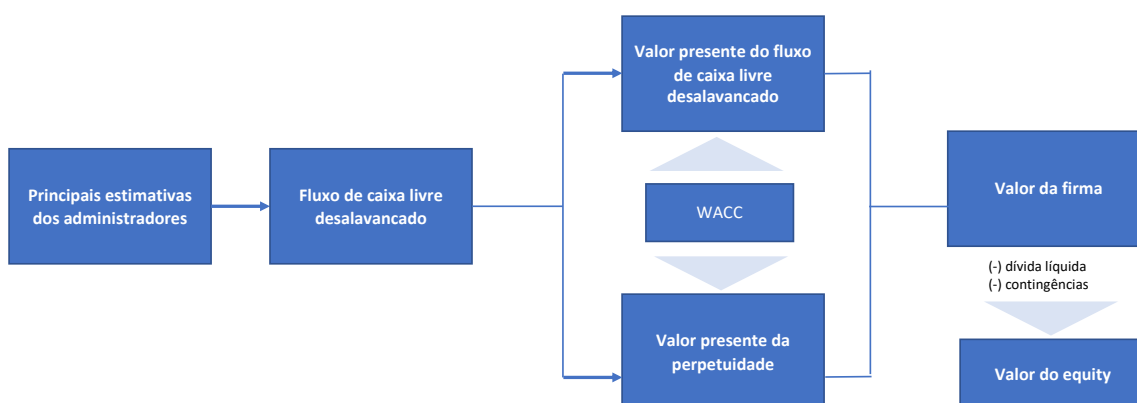 Principais estimativas
dos administradores
Fluxo de caixa livre
desalavancado
Valor presente do fluxo
de caixa livre
desalavancado
WACC
Valor presente da
perpetuidade
Valor da firma
(-) dívida líquida
(-) contingências
Valor do equity